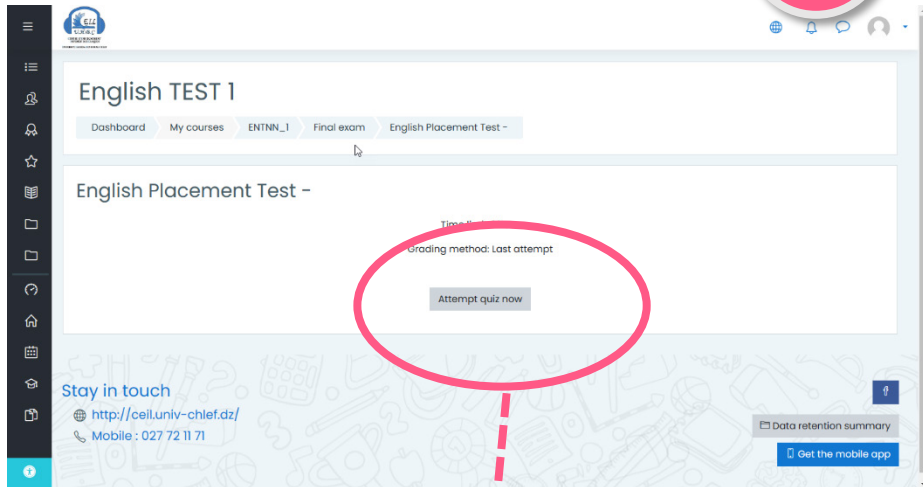 CEIL
English TEST 1
Dashboard My courses ENTNN_1 Final exam English Placement Test -
English Placement Test -
Grading method: Last attempt
Attempt quiz now
Stay in touch
http://ceil.univ-chlef.dz/
Mobile : 027 72 11 71
Data retention summary
Get the mobile app